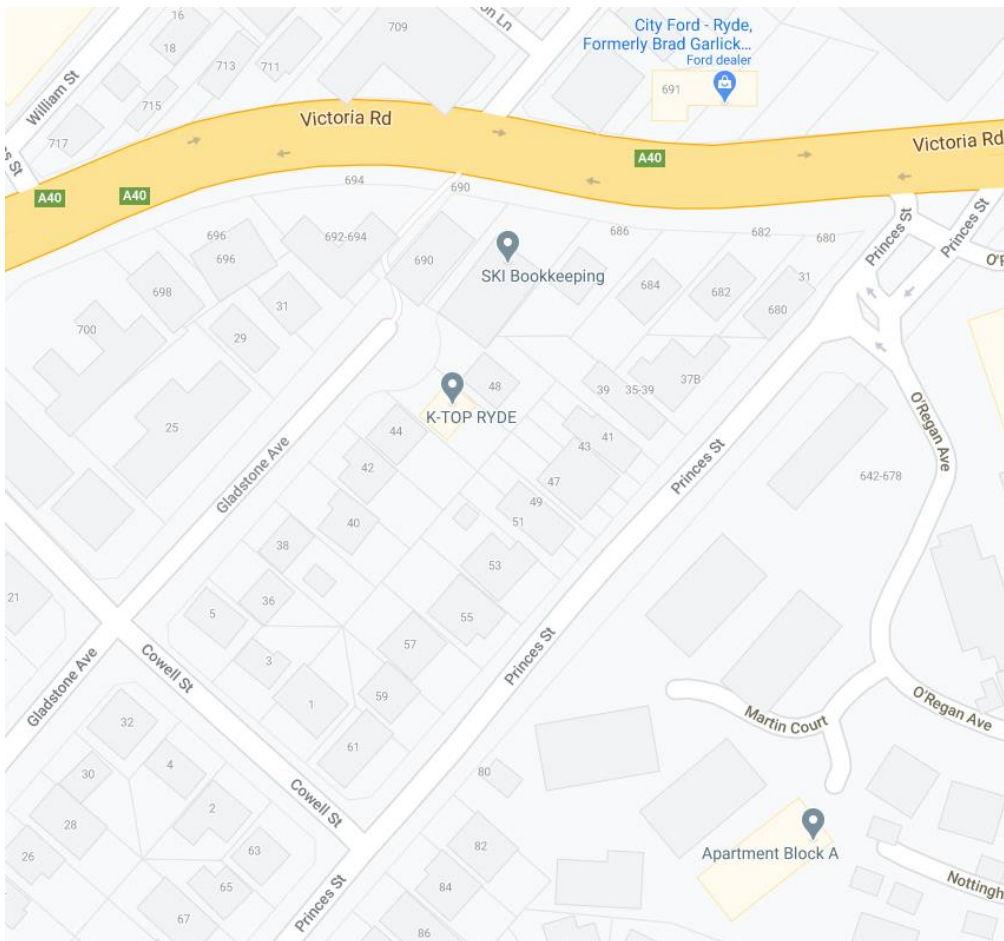 16
18
William St
713
711
709
715
717
City Ford - Ryde,
Formerly Brad Garlick...
Ford dealer
691
Victoria Rd
Victoria Rd
A40
A40
A40
694
690
696
696
692-694
690
SKI Bookkeeping
686
682
680
684
682
31
680
Princes St
Princes St
698
31
29
700
25
Gladstone Ave
K-TOP RYDE
48
39
35-39
37B
44
42
40
38
36
43
41
47
49
51
53
55
57
59
61
Princes St
O'Regan Ave
642-678
21
5
3
1
Cowell St
Gladstone Ave
Princes St
Martin Court
O'Regan Ave
32
30
28
26
4
2
63
65
67
Cowell St
80
82
84
86
Princes St
Apartment Block A